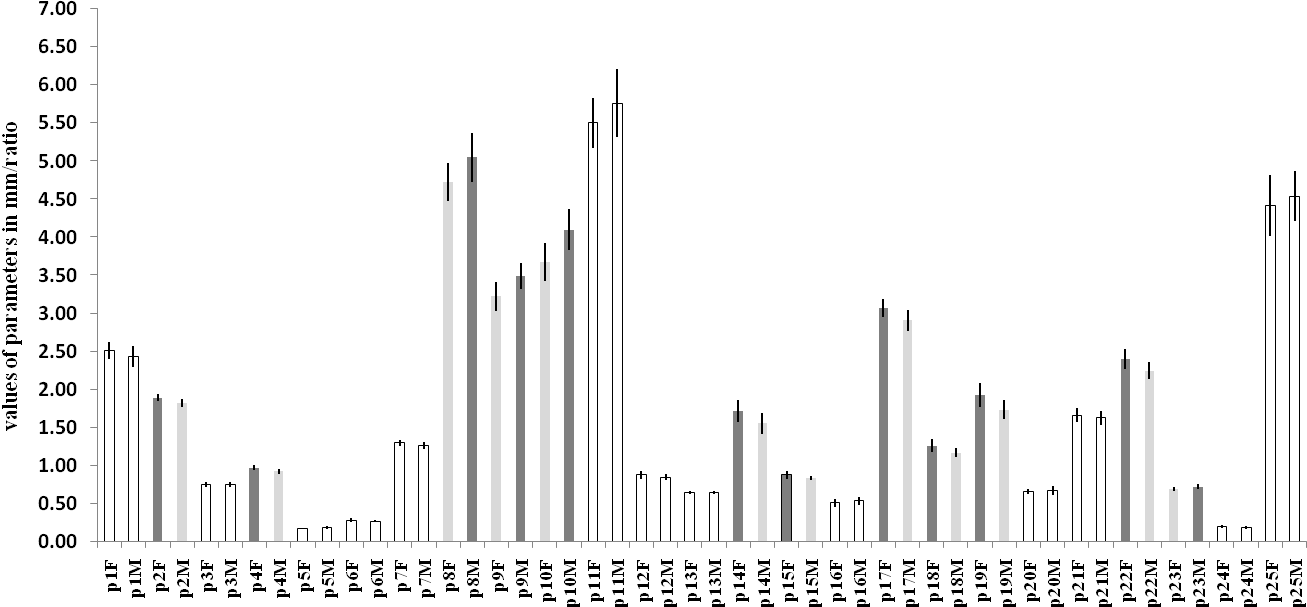 7.00
6.50
6.00
5.50
5.00
4.50
4.00
3.50
3.00
2.50
2.00
1.50
1.00
0.50
0.00
values of parameters in mm/ratio
p1F
p1M
p2F
p2M
p3F
p3M
p4F
p4M
p5F
p5M
p6F
p6M
p7F
p7M
p8F
p8M
p9F
p9M
p10F
p10M
p11F
p11M
p12F
p12M
p13F
p13M
p14F
p14M
p15F
p15M
p16F
p16M
p17F
p17M
p18F
p18M
p19F
p19M
p20F
p20M
p21F
p21M
p22F
p22M
p23F
p23M
p24F
p24M
p25F
p25M